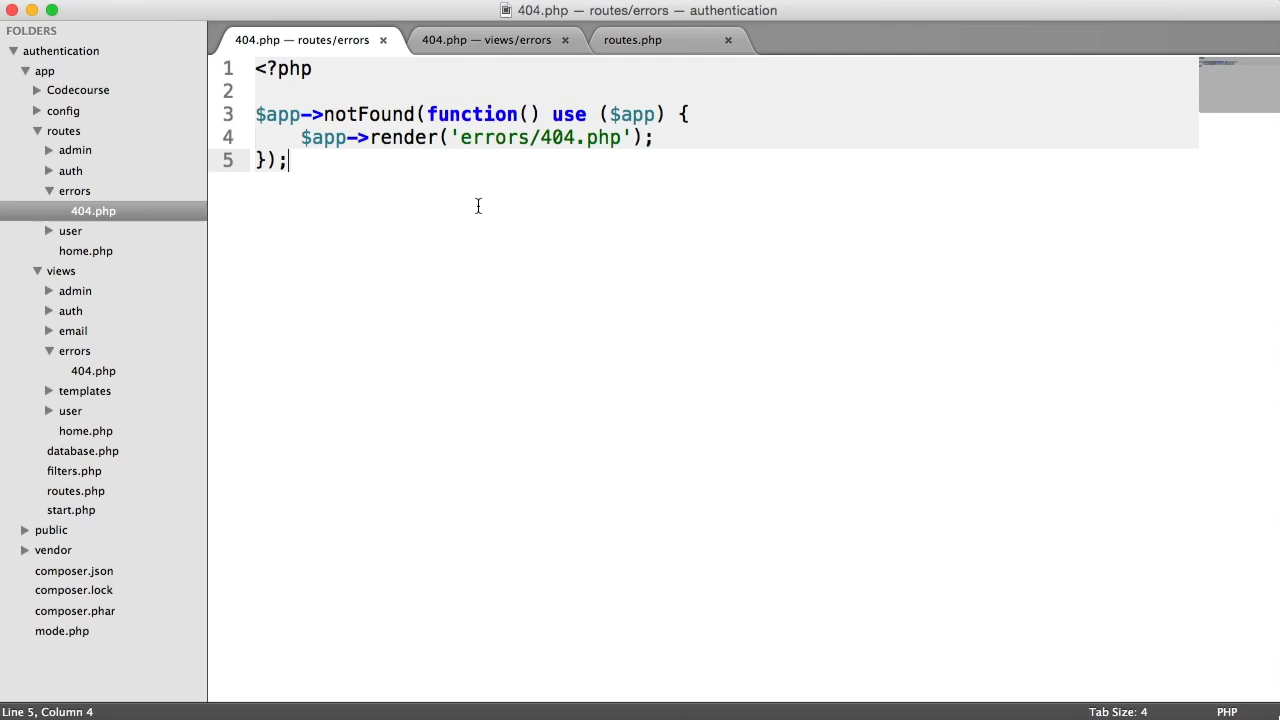 404.php — routes/errors — authentication
FOLDERS
authentication
app
Codecourse
config
routes
admin
auth
errors
404.php
user
home.php
views
admin
auth
email
errors
404.php
templates
user
home.php
database.php
filters.php
routes.php
start.php
public
vendor
composer.json
composer.lock
composer.phar
mode.php
404.php — routes/errors × 404.php — views/errors × routes.php ×
1 <?php
2
3 $app->notFound(function() use ($app) {
4     $app->render('errors/404.php');
5 });
Line 5, Column 4 Tab Size: 4 PHP